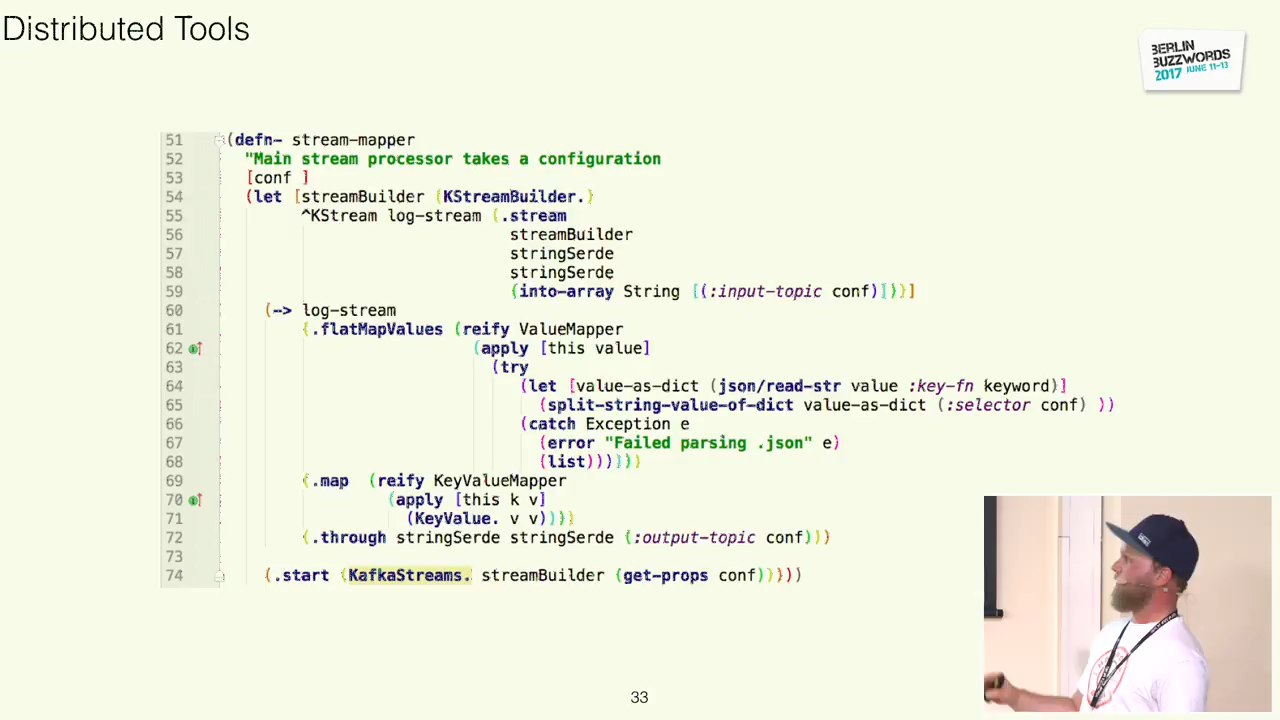 Distributed Tools
BERLIN
BUZZWORDS
2017 JUNE 11-13
51 (defn- stream-mapper
52 "Main stream processor takes a configuration
53 [conf ]
54 (let [streamBuilder (KStreamBuilder.)
55 ^KStream log-stream (.stream
56 streamBuilder
57 stringSerde
58 stringSerde
59 (into-array String [(:input-topic conf)]))]
60 (-> log-stream
61 (.flatMapValues (reify ValueMapper
62 (apply [this value]
63 (try
64 (let [value-as-dict (json/read-str value :key-fn keyword)]
65 (split-string-value-of-dict value-as-dict (:selector conf) ))
66 (catch Exception e
67 (error "Failed parsing .json" e)
68 (list))))))
69 (.map (reify KeyValueMapper
70 (apply [this k v]
71 (KeyValue. v v))))
72 (.through stringSerde stringSerde (:output-topic conf)))
73
74 (.start (KafkaStreams. streamBuilder (get-props conf)))))
33